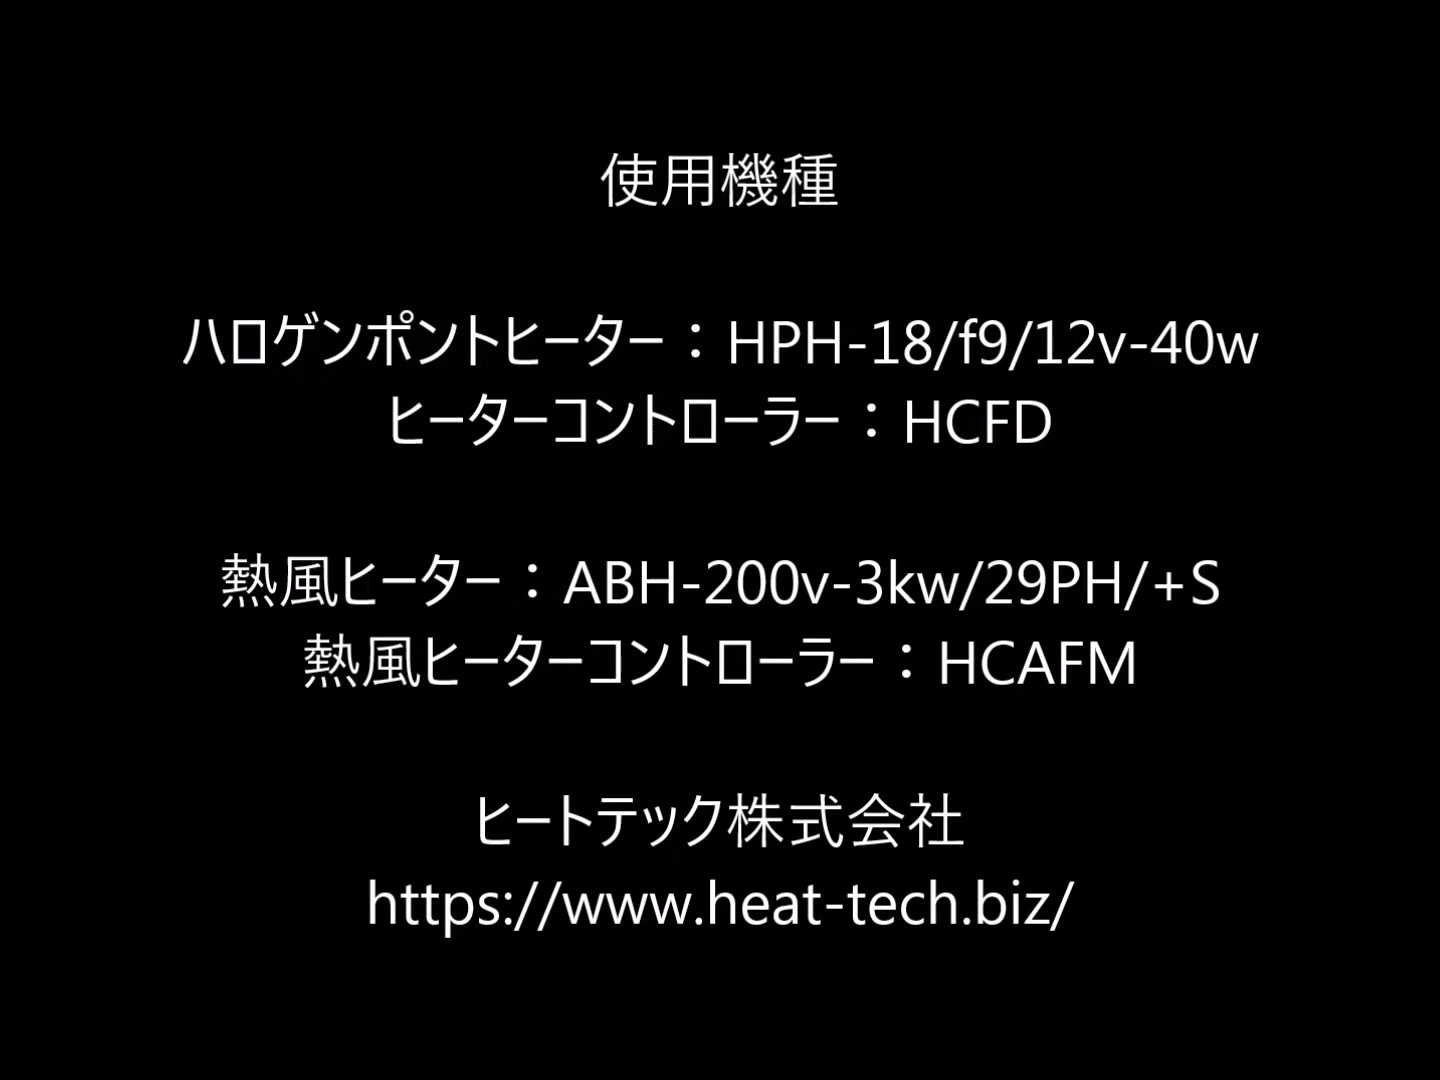 使用機種
ハロゲンポントヒーター：HPH-18/f9/12v-40w
ヒーターコントローラー：HCFD
熱風ヒーター：ABH-200v-3kw/29PH/+S
熱風ヒーターコントローラー：HCAFM
ヒートテック株式会社
https://www.heat-tech.biz/